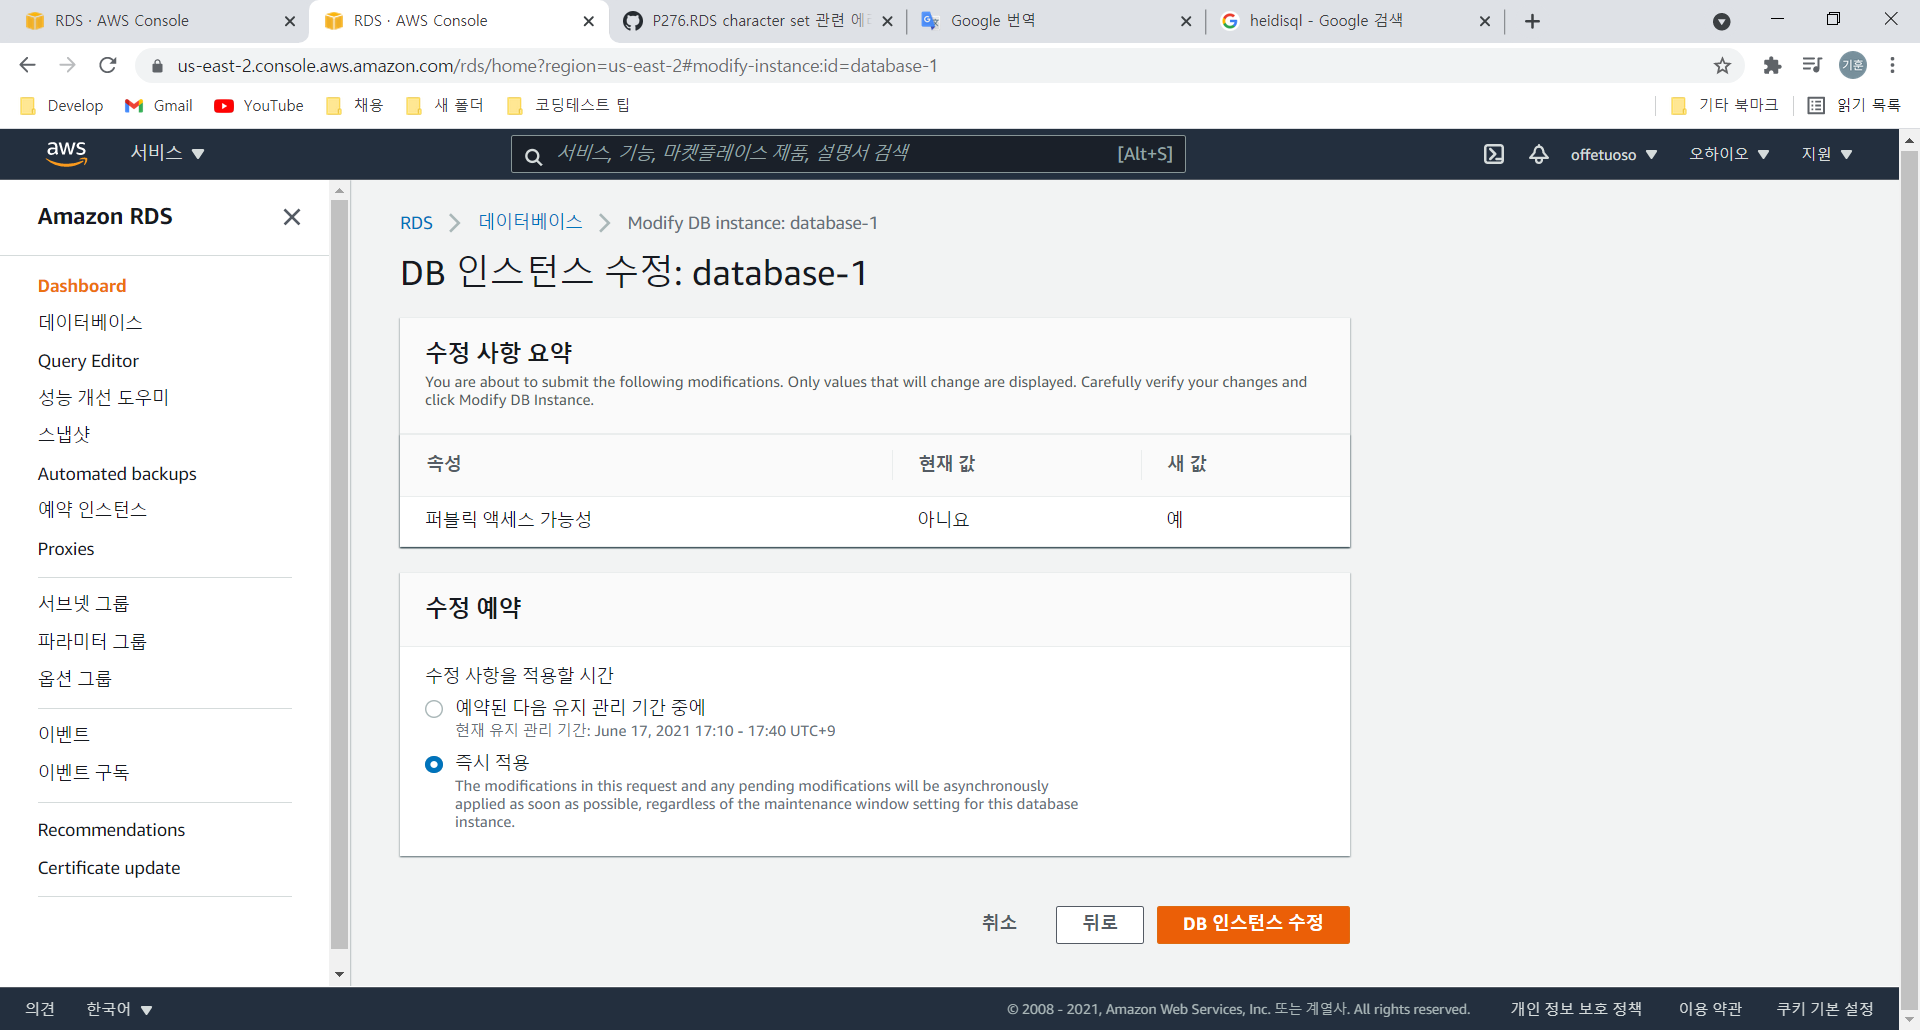 RDS · AWS Console
RDS · AWS Console
P276.RDS character set 관련 에러
Google 번역
heidisql - Google 검색
us-east-2.console.aws.amazon.com/rds/home?region=us-east-2#modify-instance:id=database-1
기훈
Develop
Gmail
YouTube
채용
새 폴더
코딩테스트 팁
기타 북마크
읽기 목록
aws
서비스
서비스, 기능, 마켓플레이스 제품, 설명서 검색
[Alt+S]
offetuoso
오하이오
지원
Amazon RDS
Dashboard
데이터베이스
Query Editor
성능 개선 도우미
스냅샷
Automated backups
예약 인스턴스
Proxies
서브넷 그룹
파라미터 그룹
옵션 그룹
이벤트
이벤트 구독
Recommendations
Certificate update
RDS
데이터베이스
Modify DB instance: database-1
DB 인스턴스 수정: database-1
수정 사항 요약
You are about to submit the following modifications. Only values that will change are displayed. Carefully verify your changes and
click Modify DB Instance.
속성 현재 값 새 값
퍼블릭 액세스 가능성 아니요 예
수정 예약
수정 사항을 적용할 시간
예약된 다음 유지 관리 기간 중에
현재 유지 관리 기간: June 17, 2021 17:10 - 17:40 UTC+9
즉시 적용
The modifications in this request and any pending modifications will be asynchronously
applied as soon as possible, regardless of the maintenance window setting for this database
instance.
취소
뒤로
DB 인스턴스 수정
의견
한국어
© 2008 - 2021, Amazon Web Services, Inc. 또는 계열사. All rights reserved.
개인 정보 보호 정책
이용 약관
쿠키 기본 설정